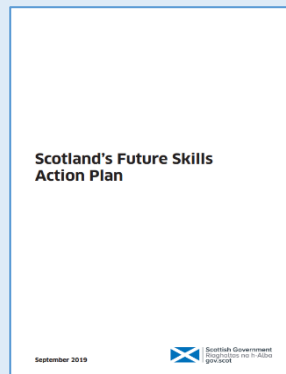 Scotland's Future Skills
Action Plan
September 2019
Scottish Government
Riaghaltas na h-Alba
gov.scot